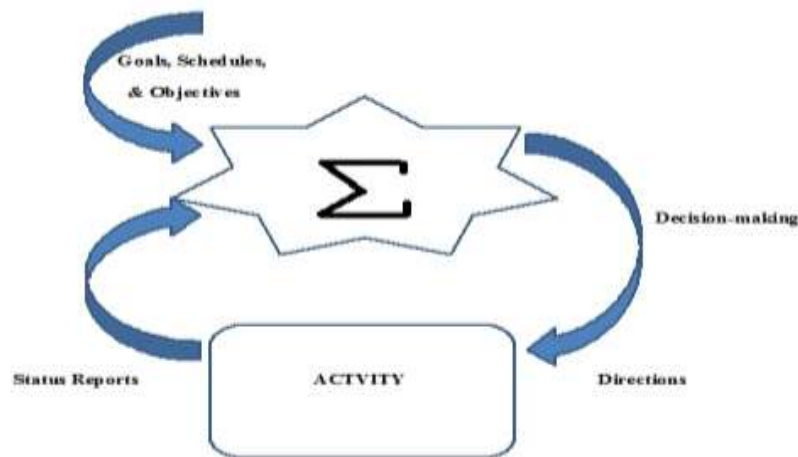 Goals, Schedules,
& Objectives
Σ
Decision-making
Status Reports
ACTVITY
Directions